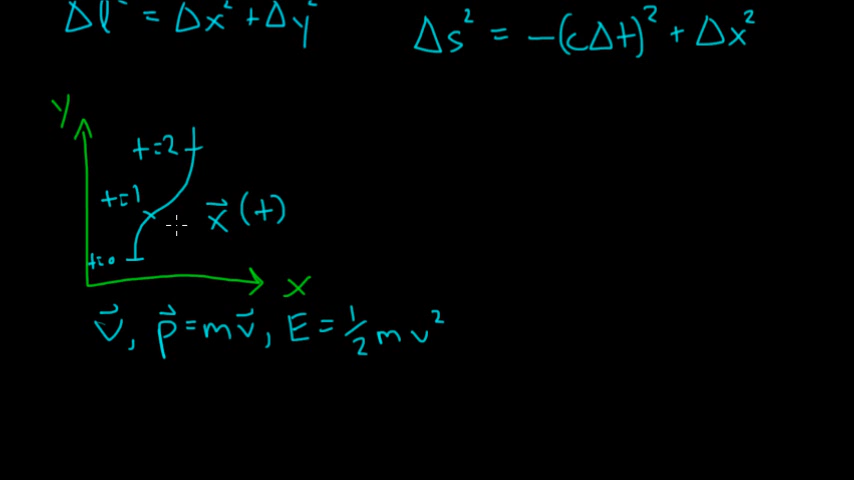 Δl² = Δx² + Δy²
Δs² = -(cΔt)² + Δx²
y
t=2
t=1
x⃗(t)
t=0
x
v⃗, p⃗ = mv⃗, E = ½mv²